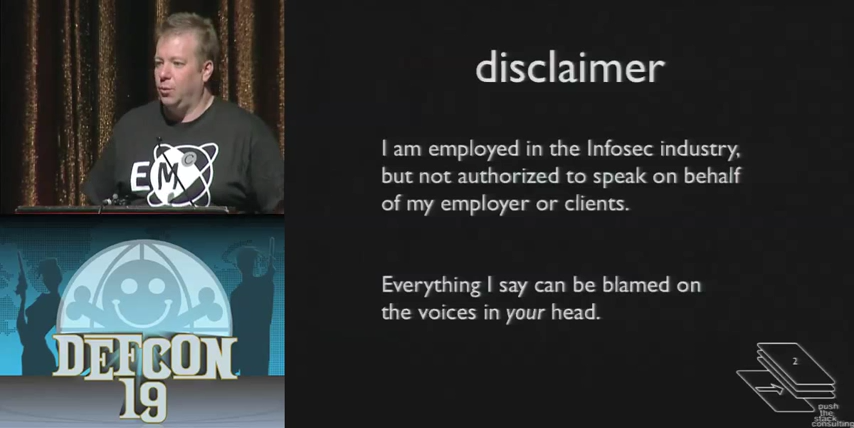 disclaimer
I am employed in the Infosec industry,
but not authorized to speak on behalf
of my employer or clients.
Everything I say can be blamed on
the voices in your head.
EM
C
DEFCON
19
2
push
the
stack
consulting